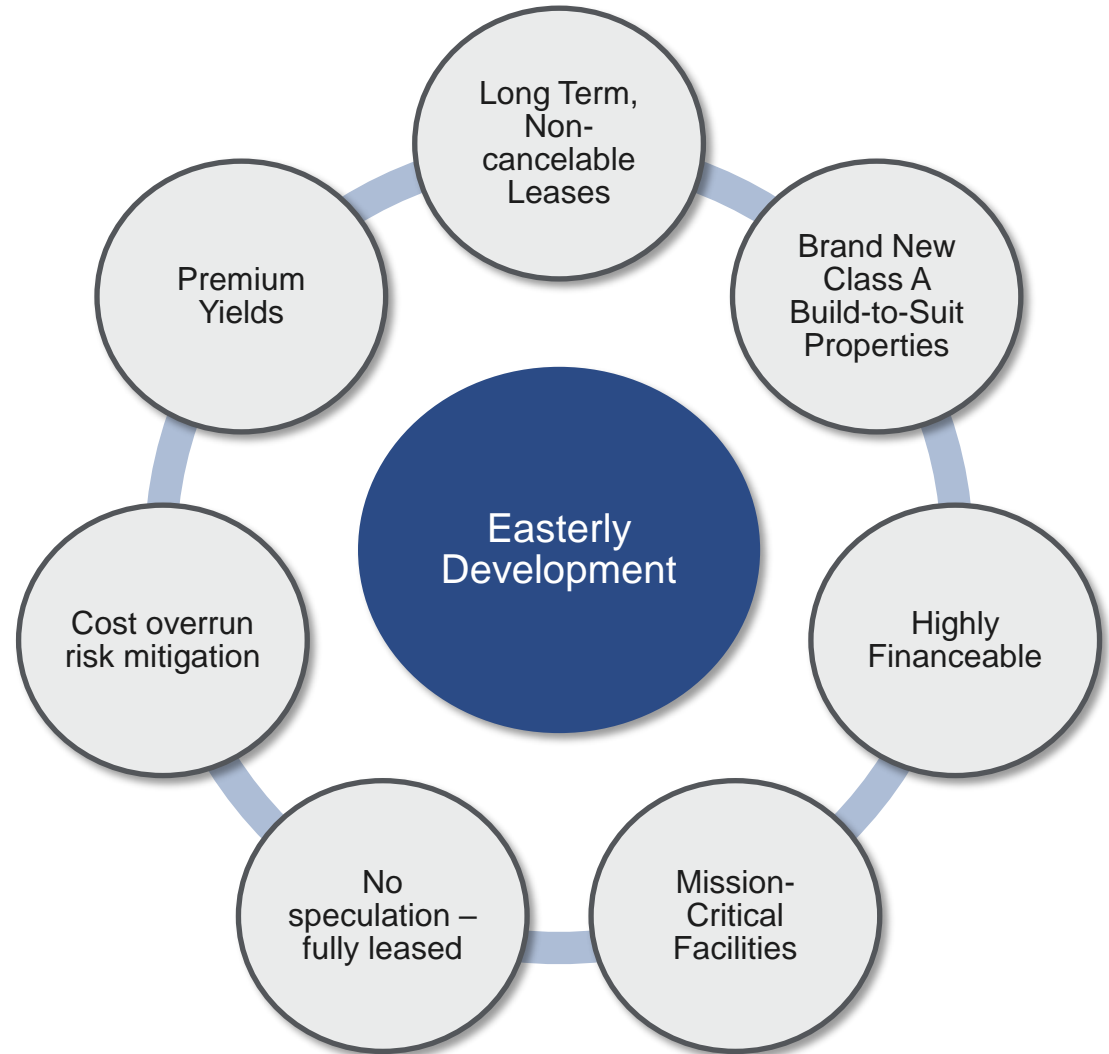 Long Term,
Non-
cancelable
Leases
Brand New
Class A
Build-to-Suit
Properties
Highly
Financeable
Mission-
Critical
Facilities
No
speculation –
fully leased
Cost overrun
risk mitigation
Premium
Yields
Easterly
Development